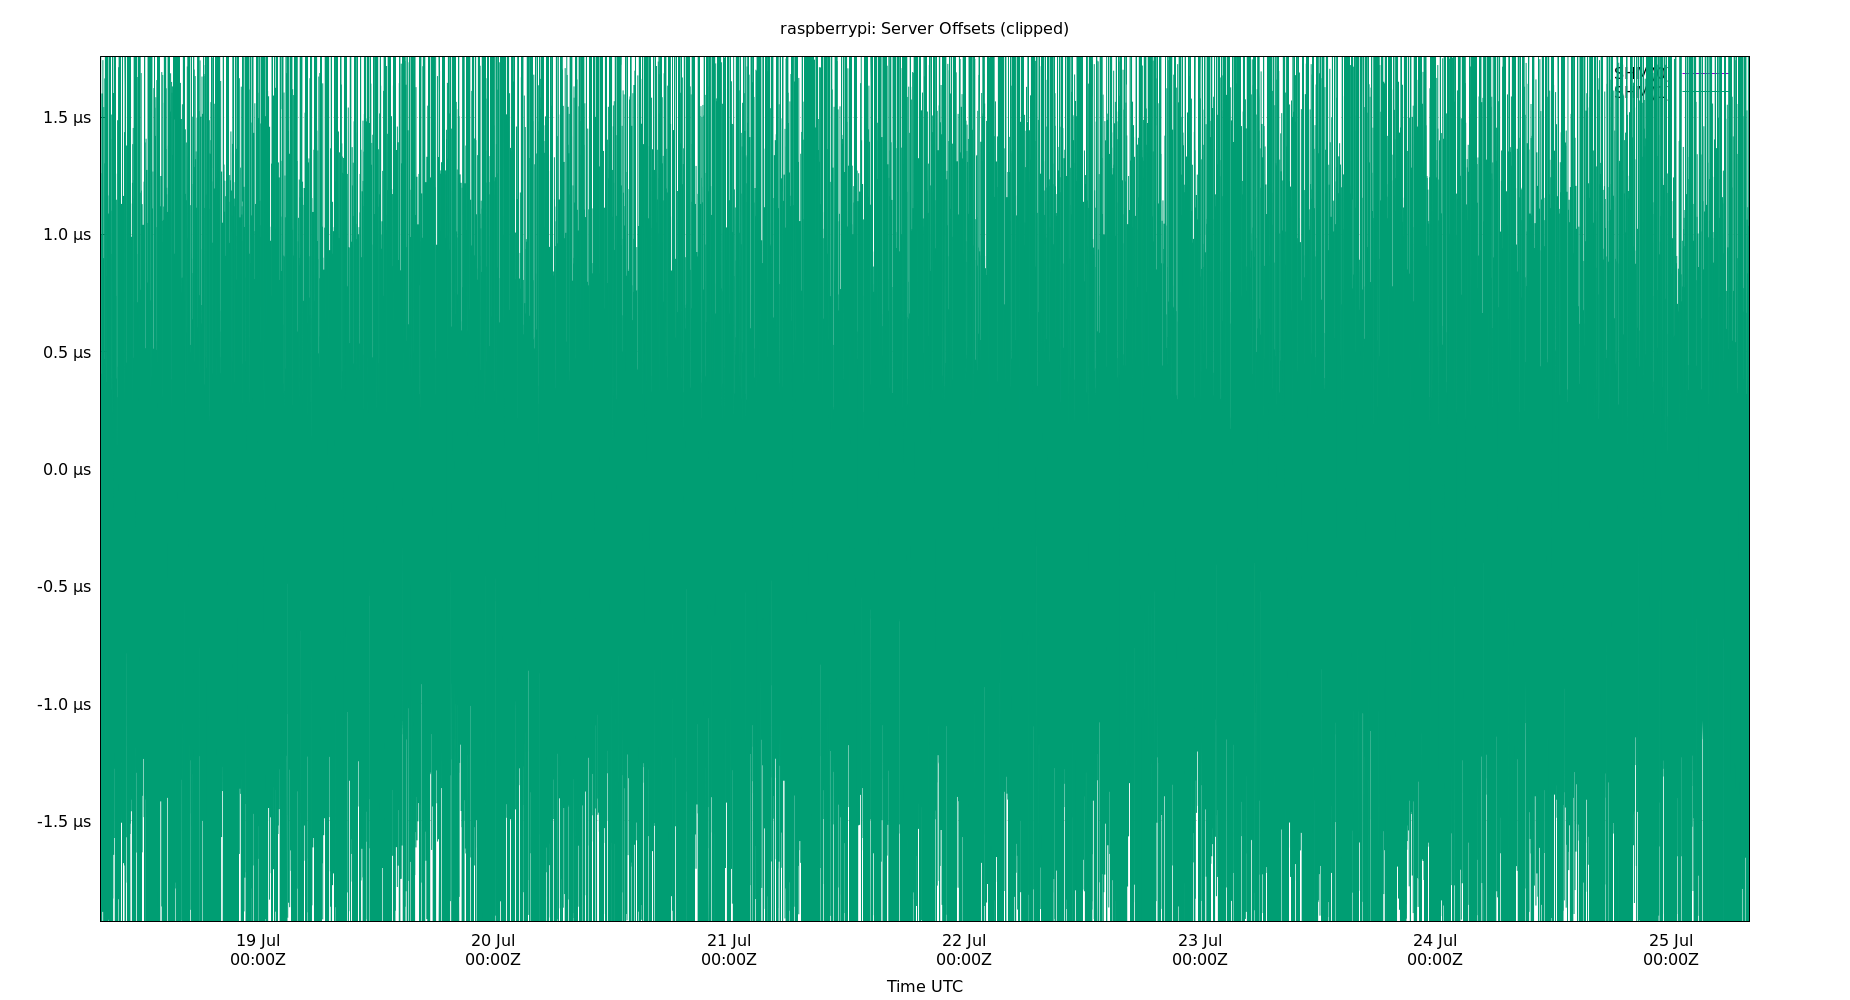 raspberrypi: Server Offsets (clipped)
1.5 µs
1.0 µs
0.5 µs
0.0 µs
-0.5 µs
-1.0 µs
-1.5 µs
19 Jul
00:00Z
20 Jul
00:00Z
21 Jul
00:00Z
22 Jul
00:00Z
23 Jul
00:00Z
24 Jul
00:00Z
25 Jul
00:00Z
Time UTC